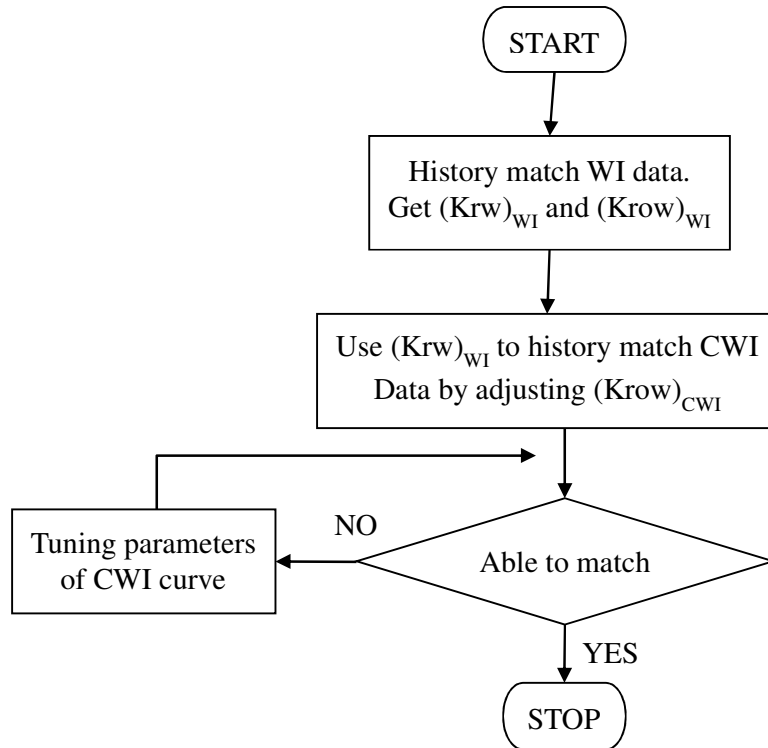 START
History match WI data.
Get (Krw)WI and (Krow)WI
Use (Krw)WI to history match CWI
Data by adjusting (Krow)CWI
NO
Tuning parameters
of CWI curve
Able to match
YES
STOP